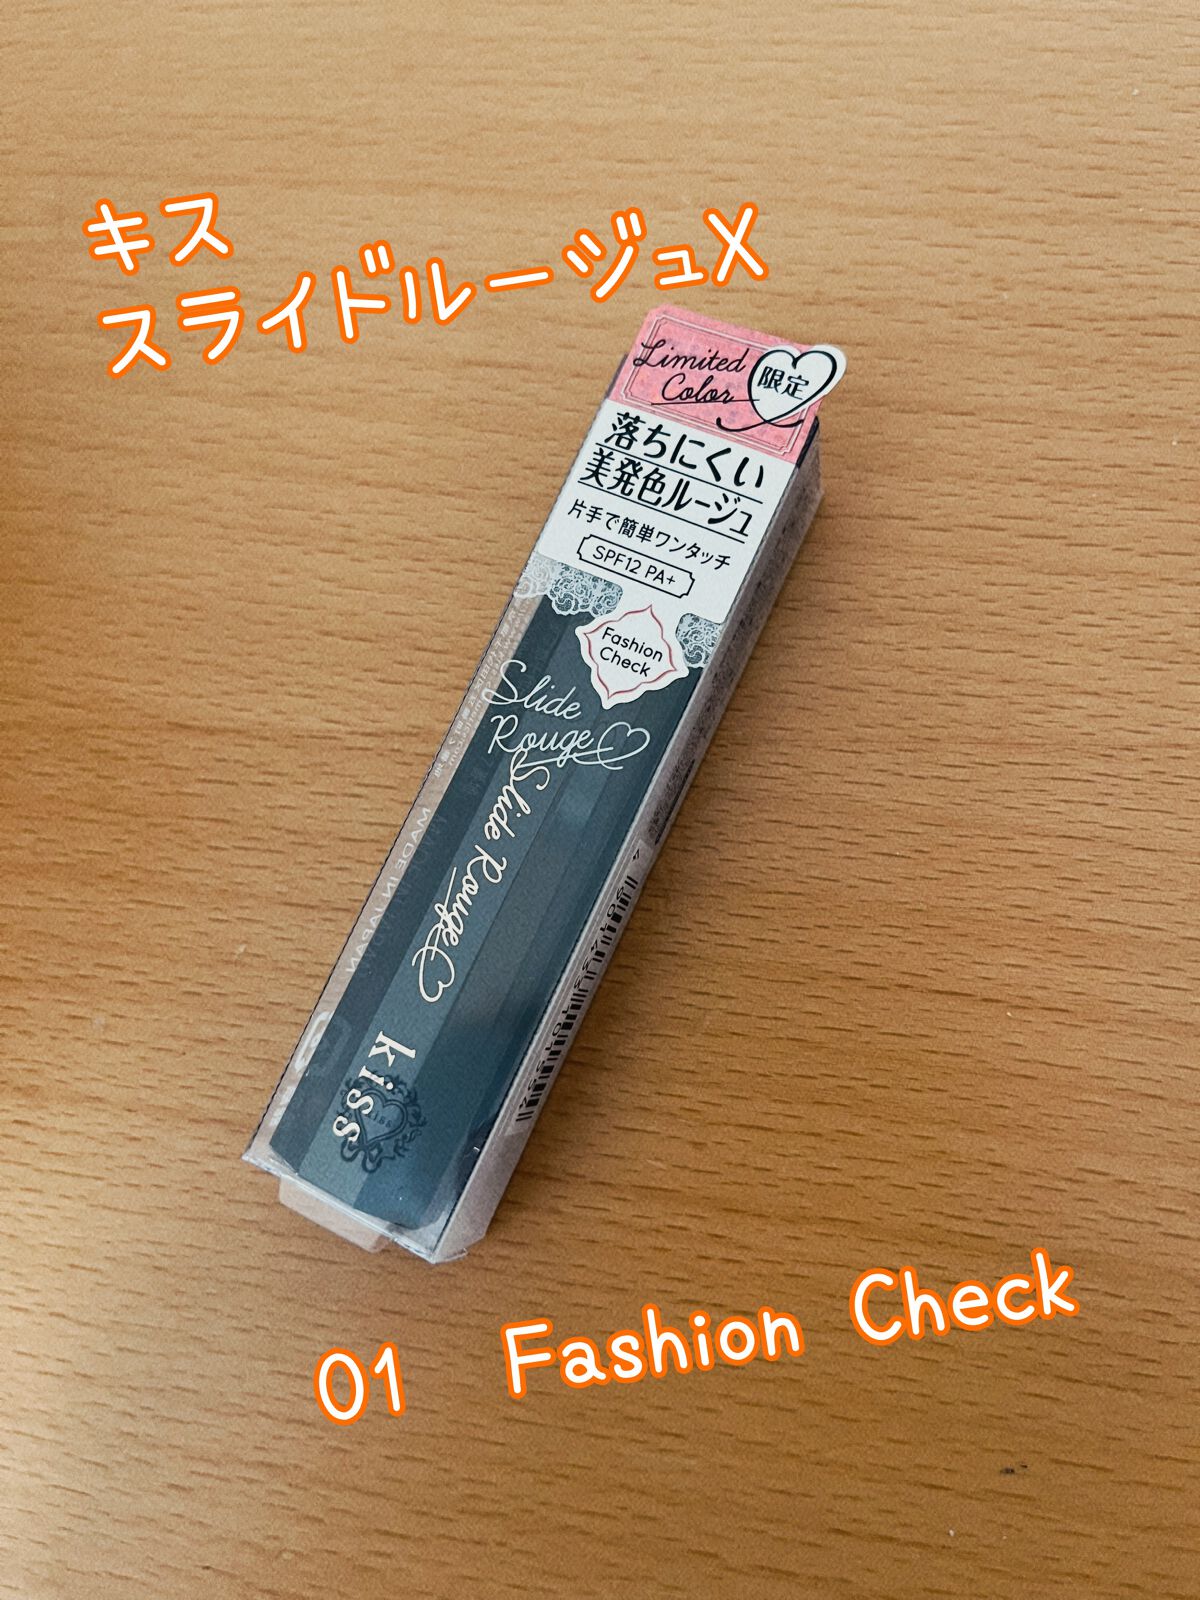 キス
スライドルージュX
Limited
Color
限定
落ちにくい
美発色ルージュ
片手で簡単ワンタッチ
SPF12 PA+
Fashion
Check
Slide
Rouge
Slide Rouge
kiss
kiss
MADE IN JAPAN
01 Fashion Check